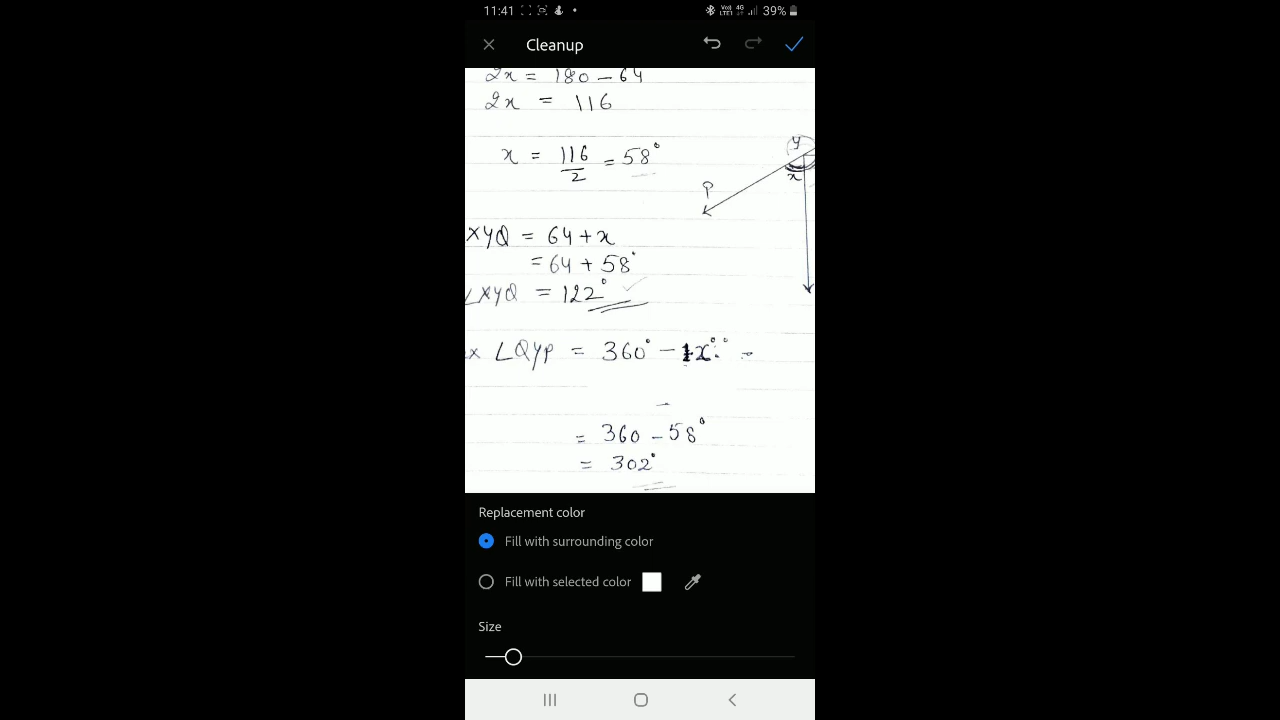 11:41 39%
Cleanup
2x = 180 - 64
2x = 116
x = 116/2 = 58°
y
x
P
XYQ = 64 + x
= 64 + 58°
∠XYQ = 122°
x ∠QYP = 360° - x°
= 360 - 58°
= 302°
Replacement color
Fill with surrounding color
Fill with selected color
Size